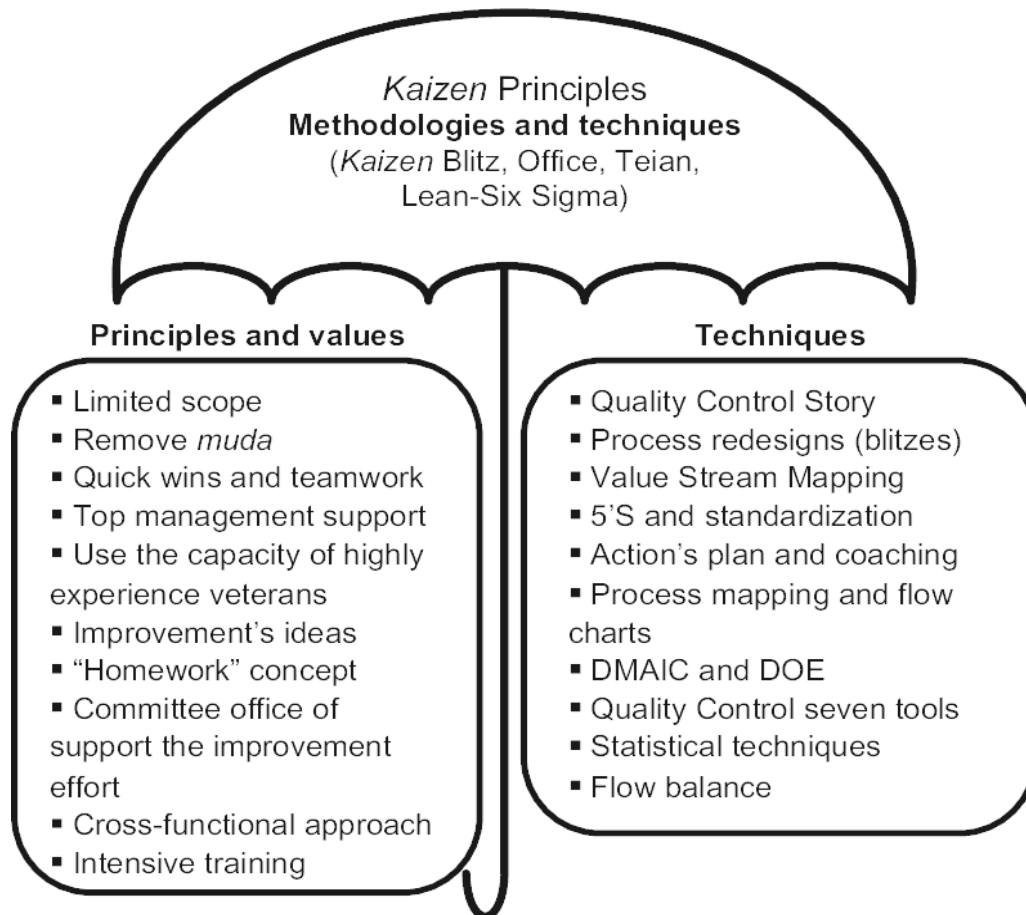 Kaizen Principles
Methodologies and techniques
(Kaizen Blitz, Office, Teian,
Lean-Six Sigma)
Principles and values
▪ Limited scope
▪ Remove muda
▪ Quick wins and teamwork
▪ Top management support
▪ Use the capacity of highly
experience veterans
▪ Improvement's ideas
▪ “Homework” concept
▪ Committee office of
support the improvement
effort
▪ Cross-functional approach
▪ Intensive training
Techniques
▪ Quality Control Story
▪ Process redesigns (blitzes)
▪ Value Stream Mapping
▪ 5'S and standardization
▪ Action's plan and coaching
▪ Process mapping and flow
charts
▪ DMAIC and DOE
▪ Quality Control seven tools
▪ Statistical techniques
▪ Flow balance